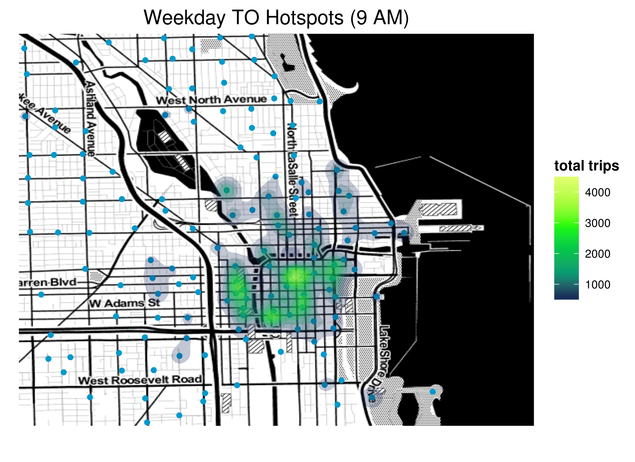 Weekday TO Hotspots (9 AM)
West North Avenue
Ashland Avenue
kee Avenue
North LaSalle Street
total trips
4000
3000
2000
1000
arren Blvd
W Adams St
Lake Shore Drive
West Roosevelt Road